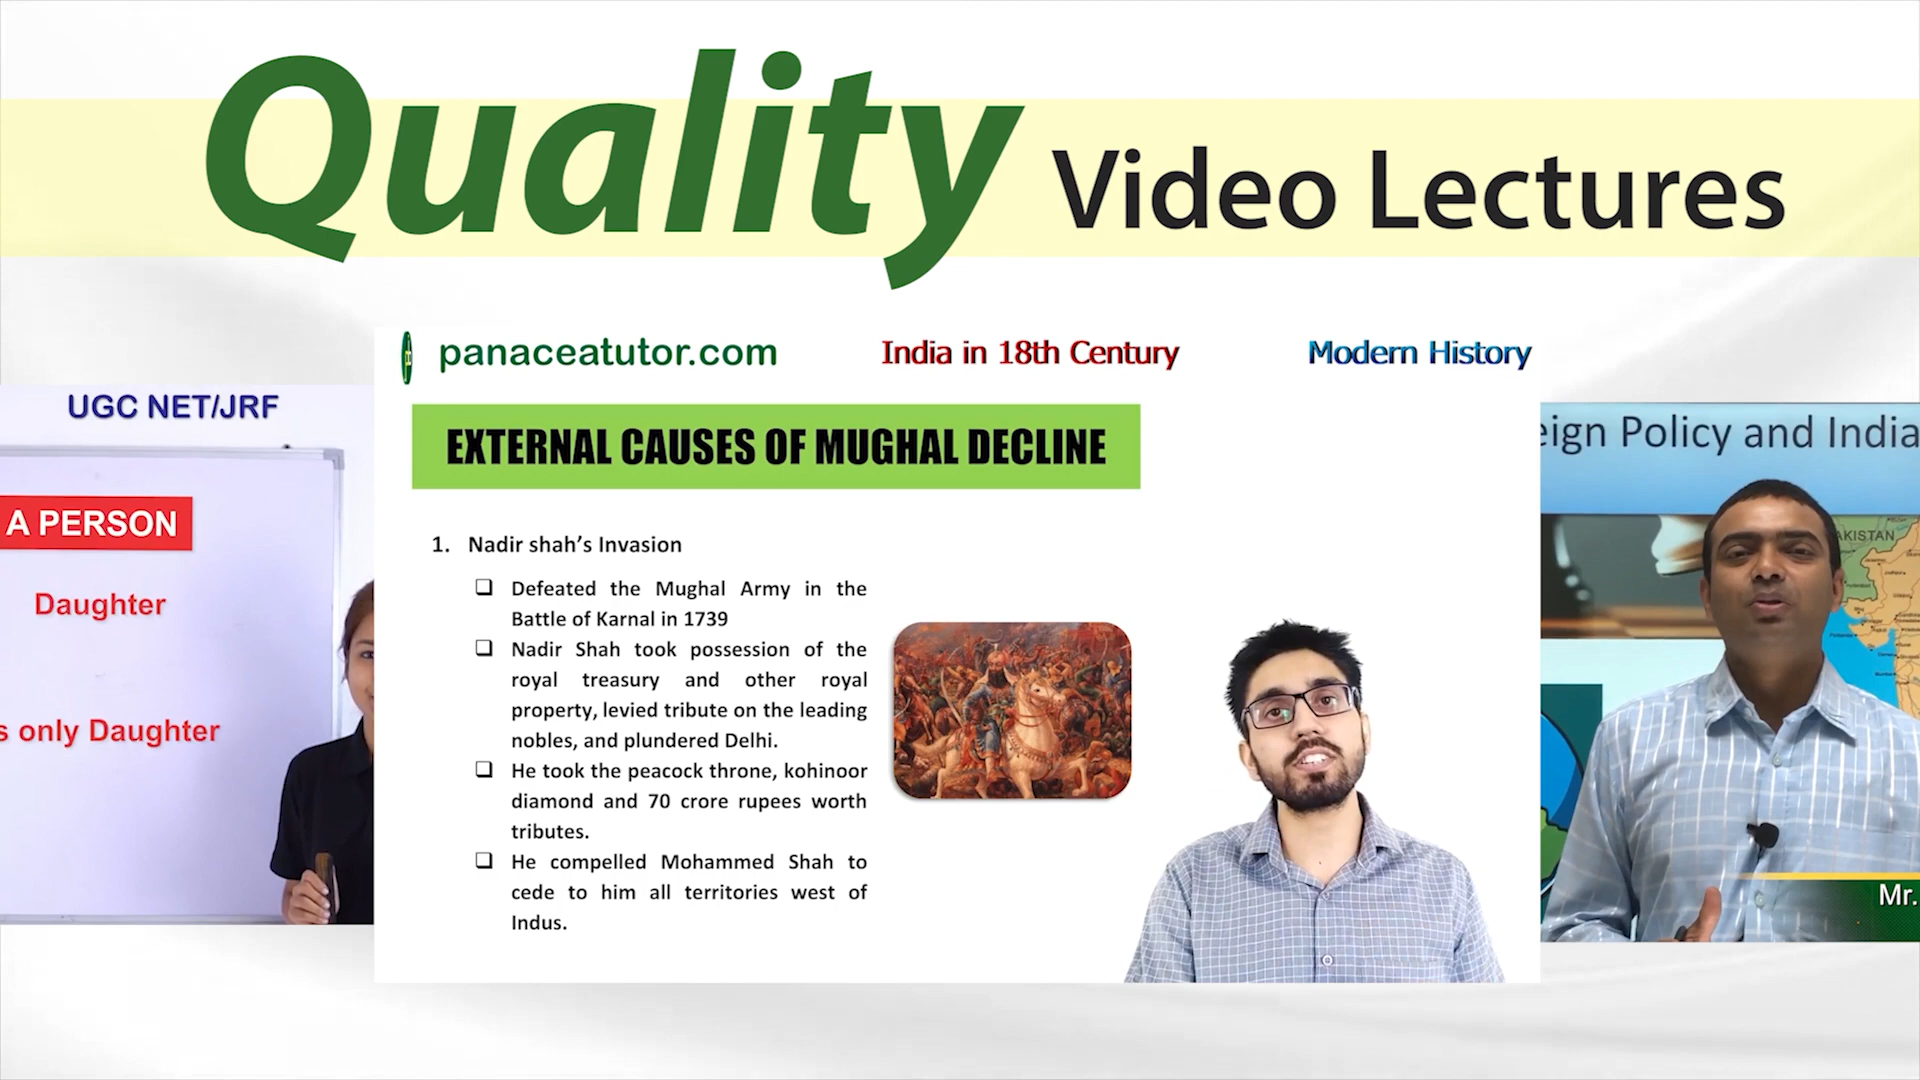 Quality Video Lectures
panaceatutor.com India in 18th Century Modern History
UGC NET/JRF
A PERSON
Daughter
s only Daughter
EXTERNAL CAUSES OF MUGHAL DECLINE
1. Nadir shah’s Invasion
❑ Defeated the Mughal Army in the
Battle of Karnal in 1739
❑ Nadir Shah took possession of the
royal treasury and other royal
property, levied tribute on the leading
nobles, and plundered Delhi.
❑ He took the peacock throne, kohinoor
diamond and 70 crore rupees worth
tributes.
❑ He compelled Mohammed Shah to
cede to him all territories west of
Indus.
eign Policy and India
AKISTAN
Mr.